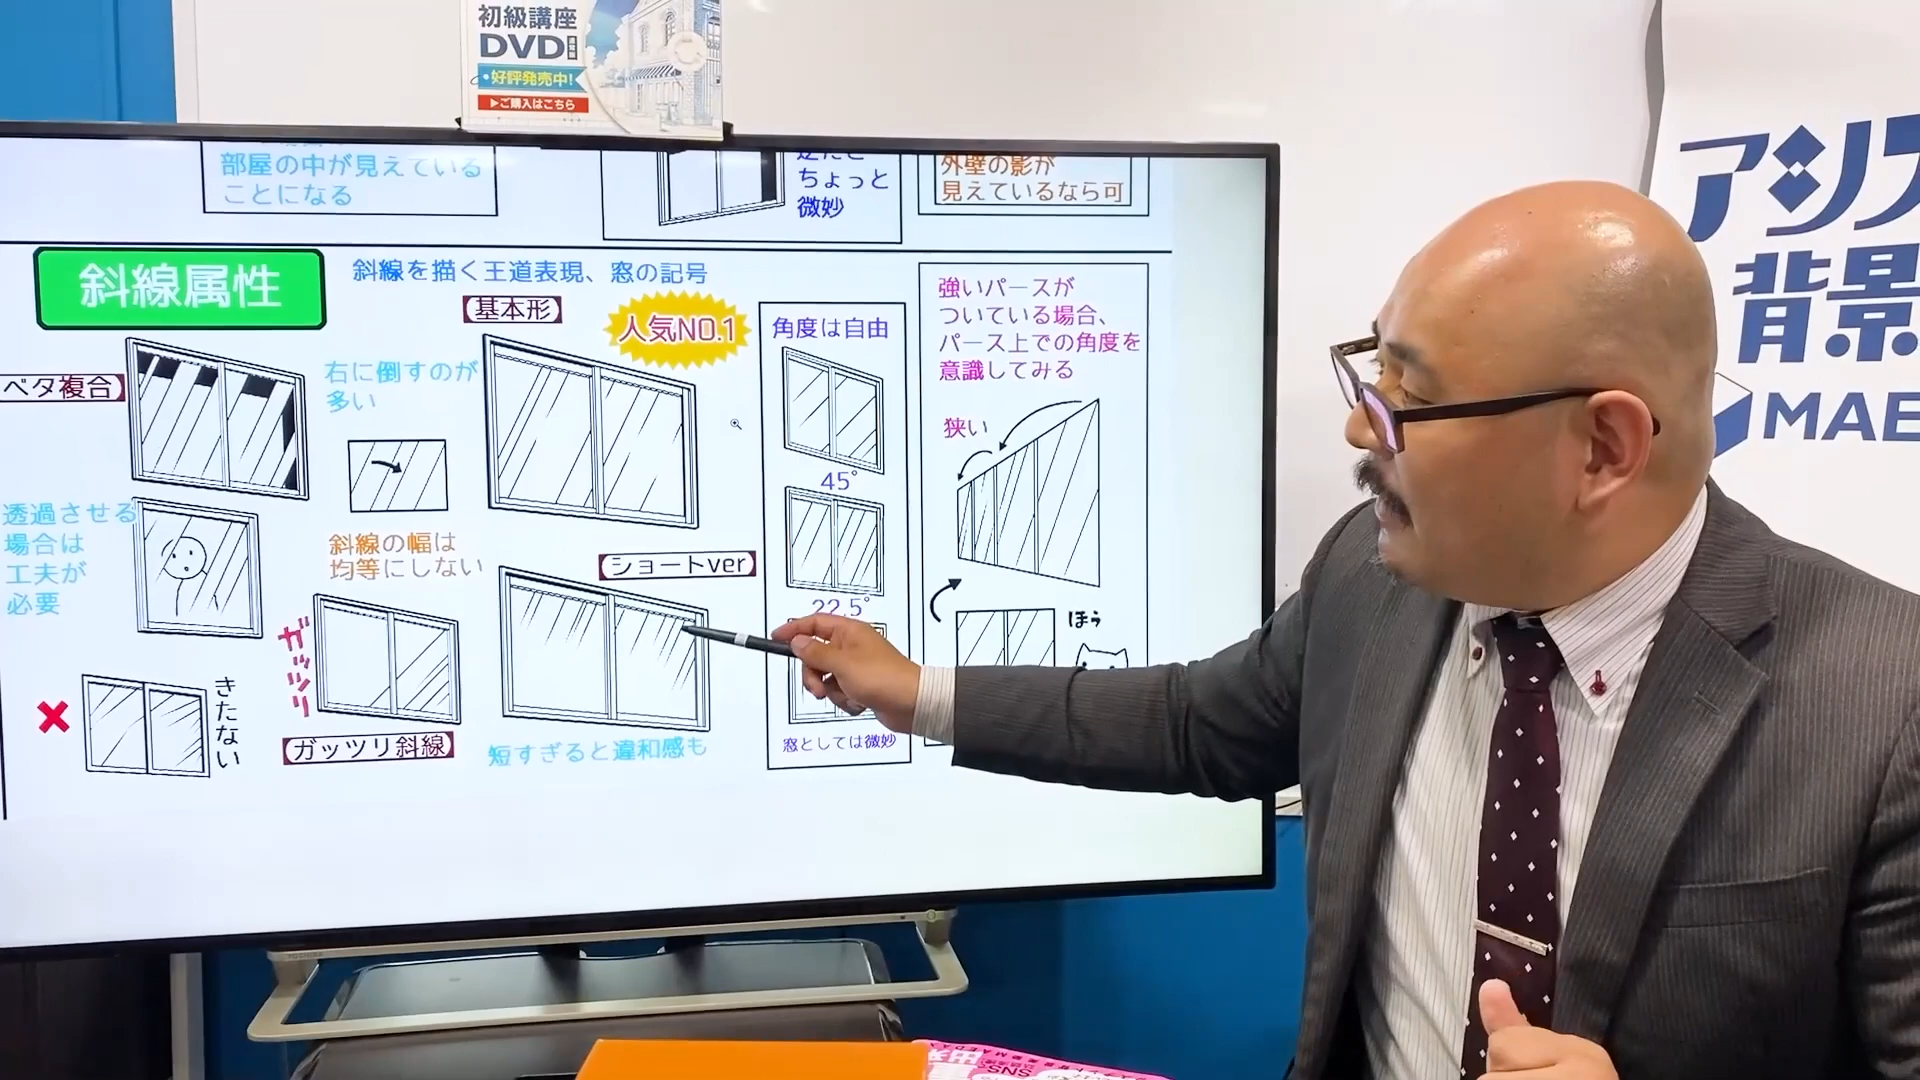 初級講座
DVD
好評発売中!
▶ご購入はこちら
部屋の中が見えている
ことになる
ちょっと
微妙
外壁の影が
見えているなら可
斜線属性
斜線を描く王道表現、窓の記号
基本形
人気NO.1
ベタ複合
右に倒すのが
多い
透過させる
場合は
工夫が
必要
斜線の幅は
均等にしない
ショートver
短すぎると違和感も
ガッツリ
ガッツリ斜線
きたない
角度は自由
45°
22.5°
窓としては微妙
強いパースが
ついている場合、
パース上での角度を
意識してみる
狭い
ほぅ
アシス
背景
MAE
SNS